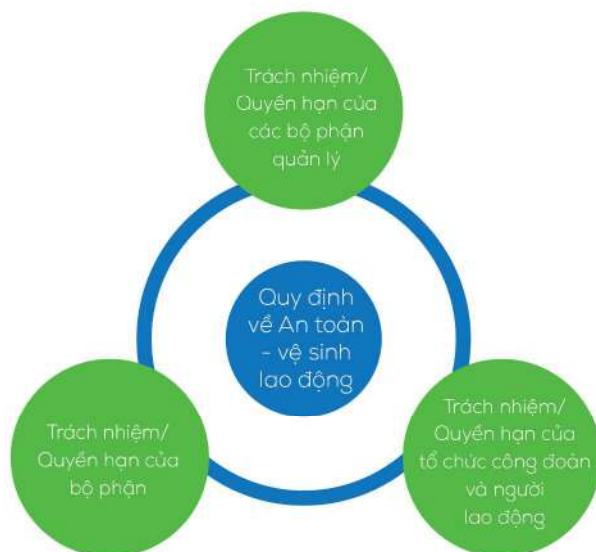 Trách nhiệm/
Quyền hạn của
các bộ phận
quản lý
Quy định
về An toàn
- vệ sinh
lao động
Trách nhiệm/
Quyền hạn của
bộ phận
Trách nhiệm/
Quyền hạn của
tổ chức công đoàn
và người
lao động